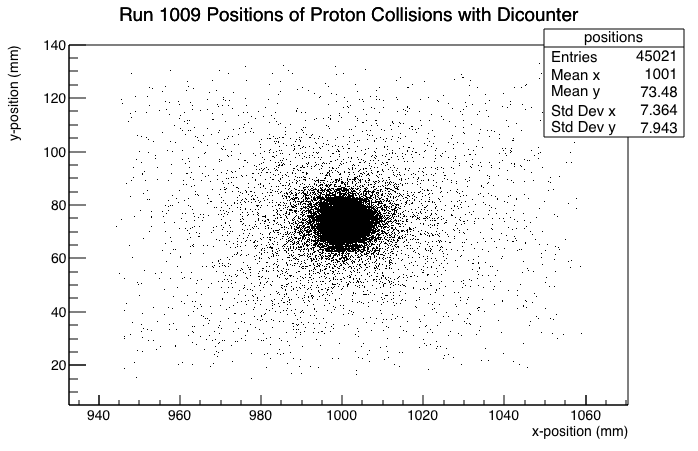 Run 1009 Positions of Proton Collisions with Dicounter
positions
Entries 45021
Mean x 1001
Mean y 73.48
Std Dev x 7.364
Std Dev y 7.943
y-position (mm)
140
120
100
80
60
40
20
940 960 980 1000 1020 1040 1060
x-position (mm)